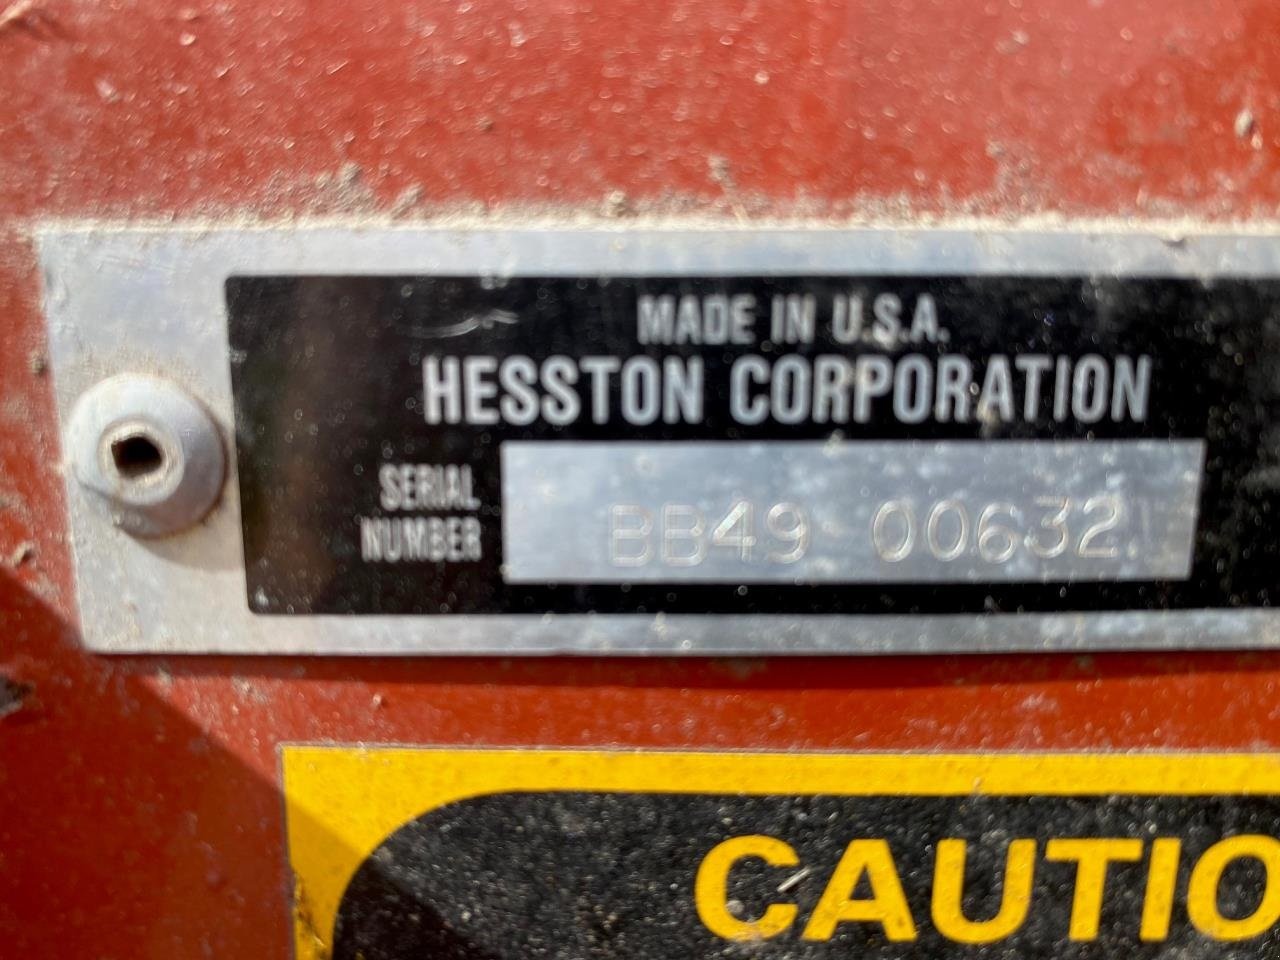 MADE IN U.S.A.
HESSTON CORPORATION
SERIAL
NUMBER
BB49 00632
CAUTIO